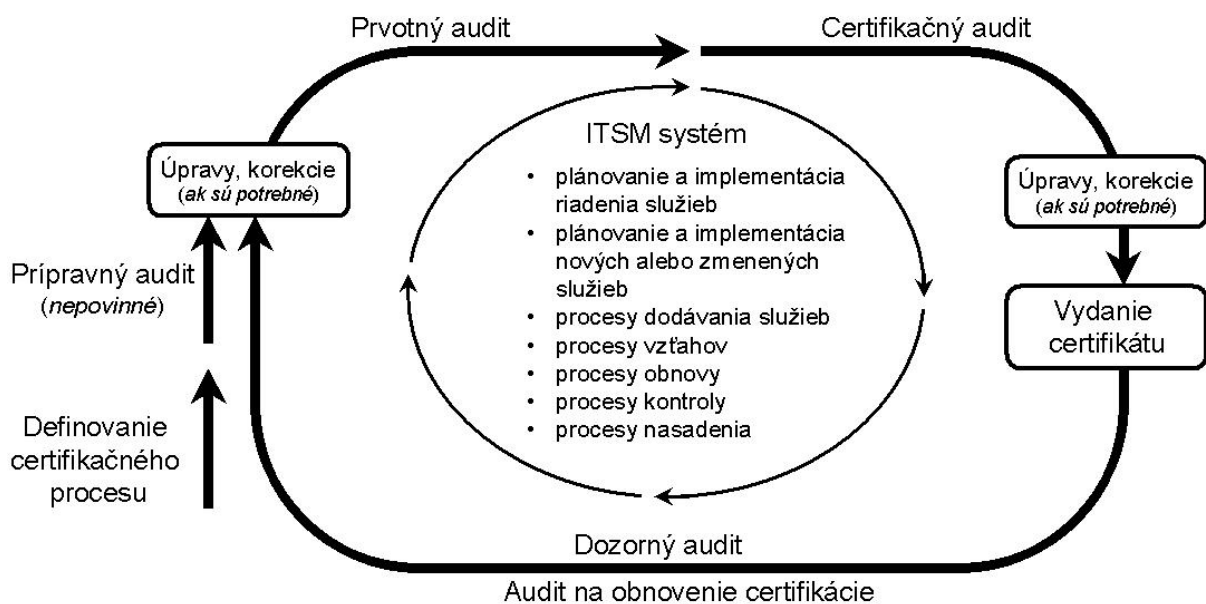 Prvotný audit
Certifikačný audit
Úpravy, korekcie
(ak sú potrebné)
ITSM systém
• plánovanie a implementácia
riadenia služieb
• plánovanie a implementácia
nových alebo zmenených
služieb
• procesy dodávania služieb
• procesy vzťahov
• procesy obnovy
• procesy kontroly
• procesy nasadenia
Úpravy, korekcie
(ak sú potrebné)
Prípravný audit
(nepovinné)
Vydanie
certifikátu
Definovanie
certifikačného
procesu
Dozorný audit
Audit na obnovenie certifikácie